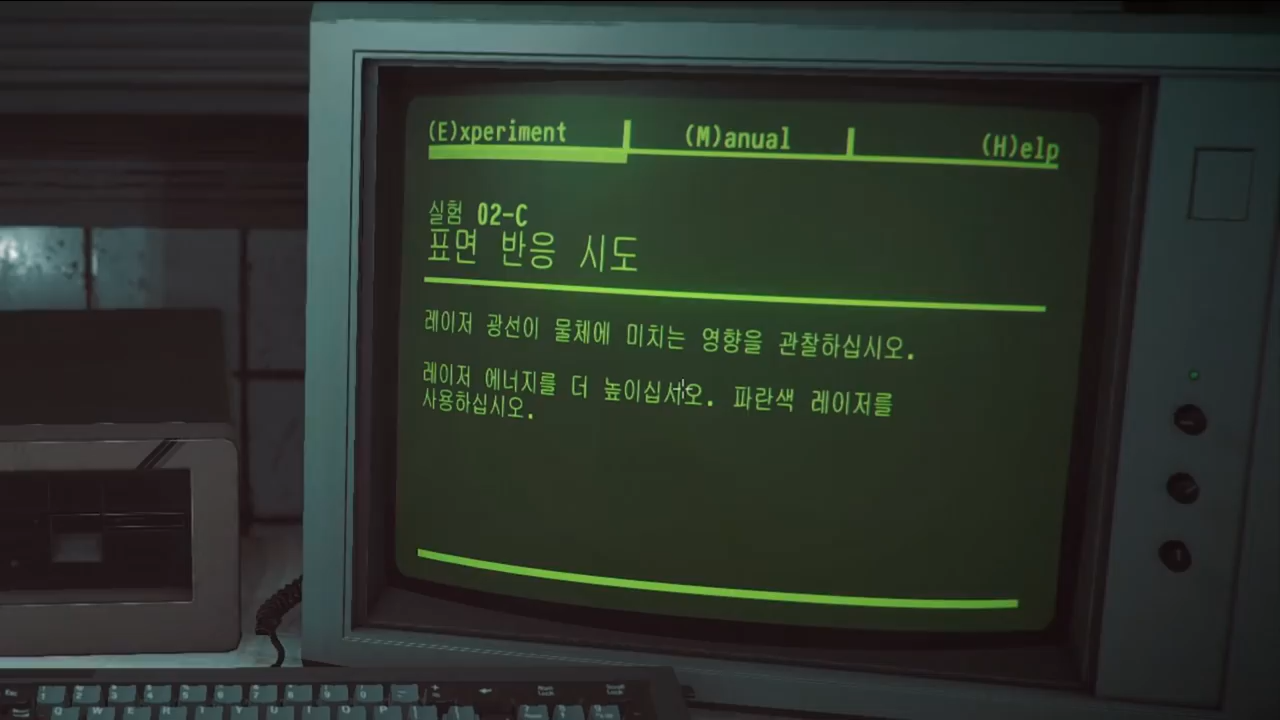 (E)xperiment (M)anual (H)elp
실험 02-C
표면 반응 시도
레이저 광선이 물체에 미치는 영향을 관찰하십시오.
레이저 에너지를 더 높이십시오. 파란색 레이저를
사용하십시오.